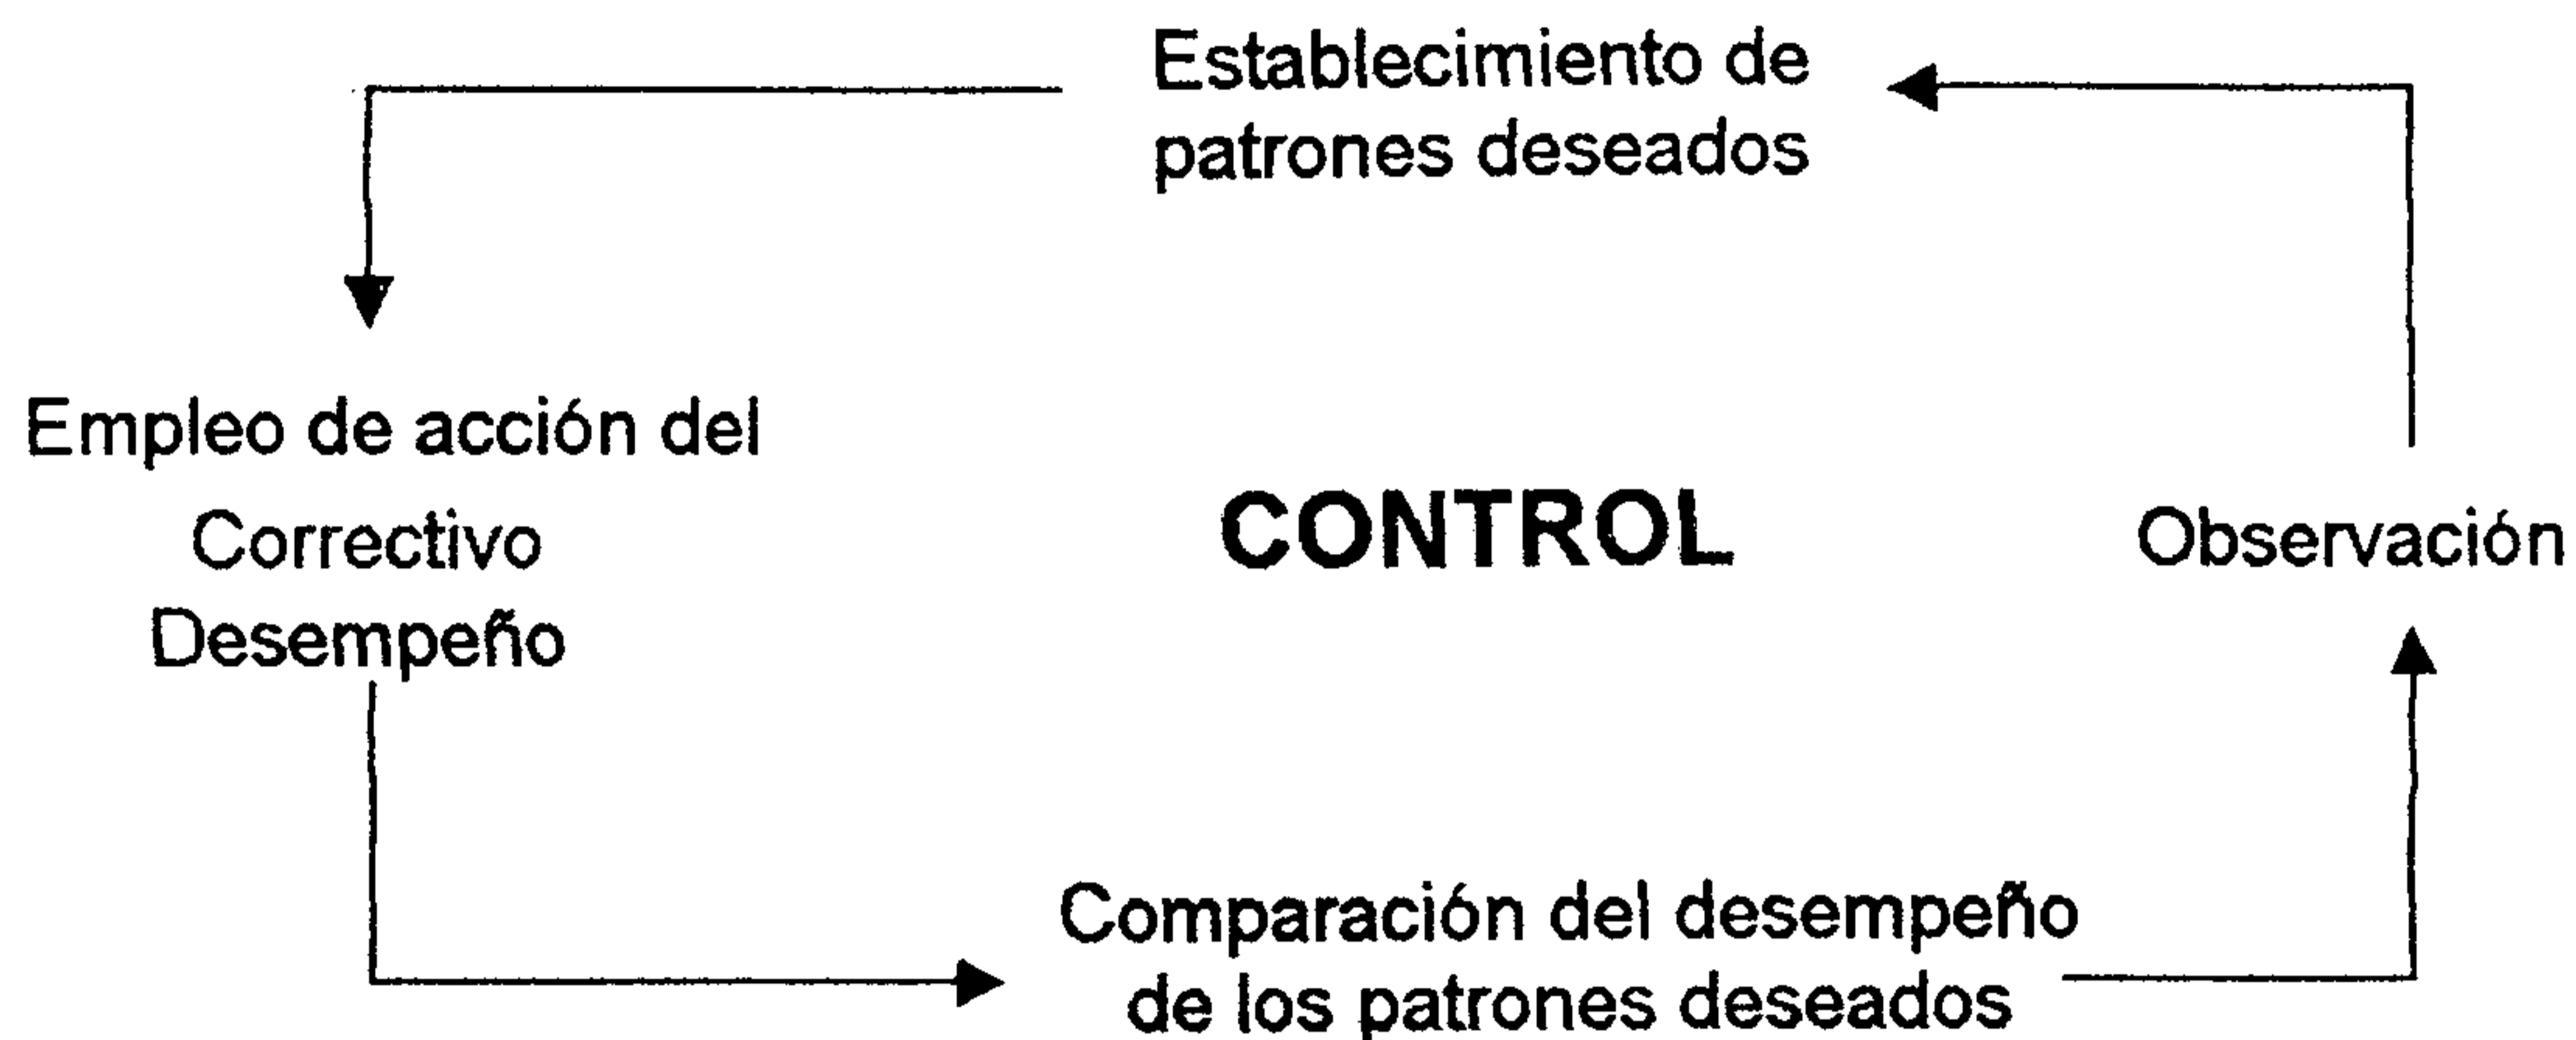 Establecimiento de
patrones deseados
Empleo de acción del
Correctivo
Desempeño
CONTROL
Observación
Comparación del desempeño
de los patrones deseados